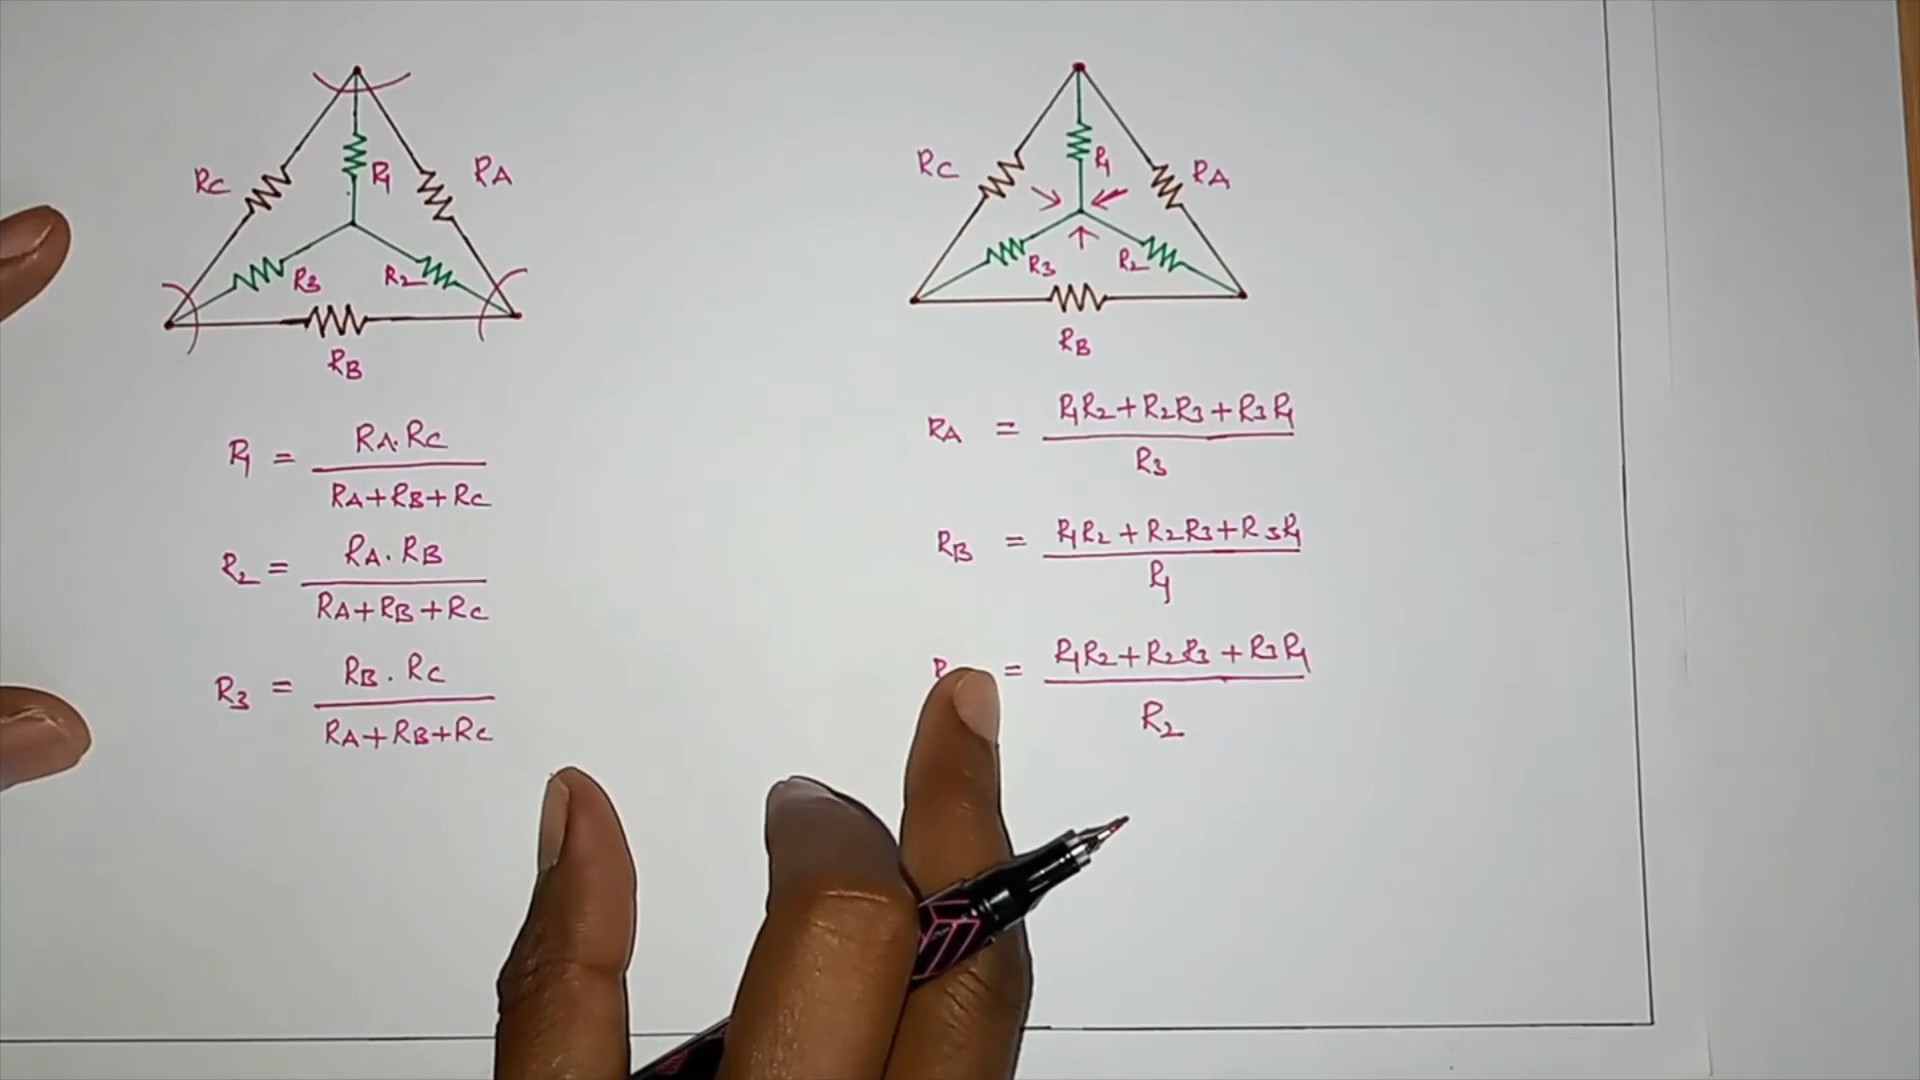 RC
R1
RA
R3
R2
RB
R1 = RA.RC
RA+RB+RC
R2 = RA.RB
RA+RB+RC
R3 = RB.RC
RA+RB+RC
RC
R1
RA
R3
R2
RB
RA = R1R2+R2R3+R3R1
R3
RB = R1R2+R2R3+R3R1
R1
= R1R2+R2R3+R3R1
R2